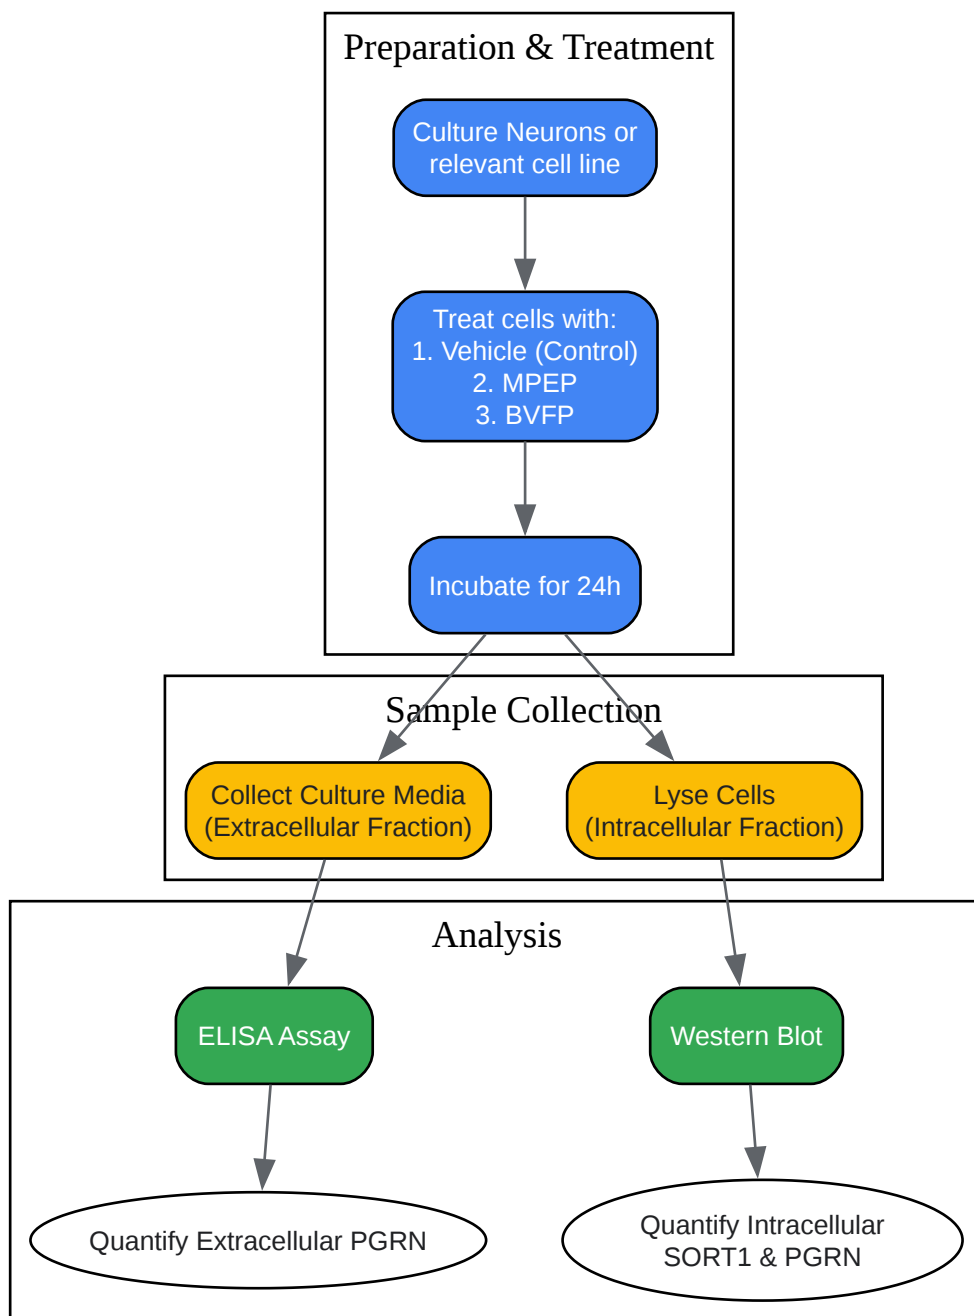 Preparation & Treatment
Culture Neurons or
relevant cell line
Treat cells with:
1. Vehicle (Control)
2. MPEP
3. BVFP
Incubate for 24h
Sample Collection
Collect Culture Media
(Extracellular Fraction)
Lyse Cells
(Intracellular Fraction)
Analysis
ELISA Assay
Western Blot
Quantify Extracellular PGRN
Quantify Intracellular
SORT1 & PGRN